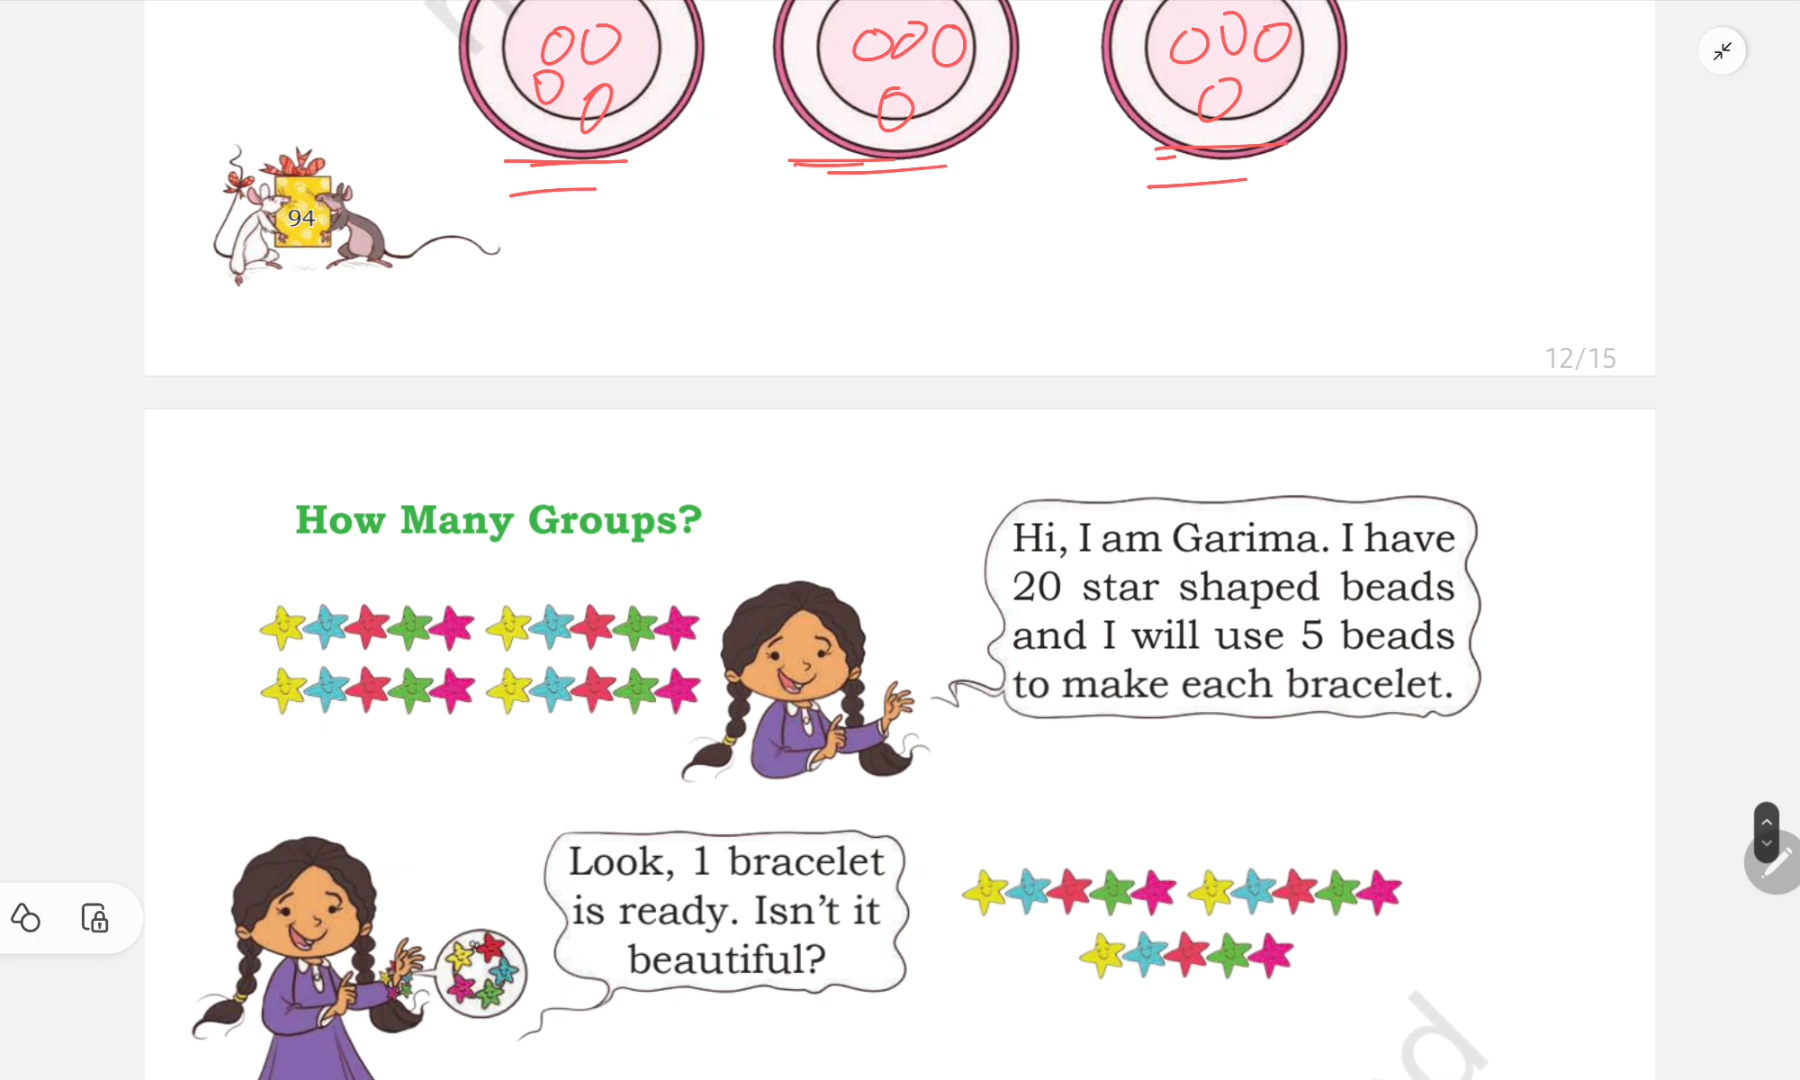 94
12/15
How Many Groups?
Hi, I am Garima. I have
20 star shaped beads
and I will use 5 beads
to make each bracelet.
Look, 1 bracelet
is ready. Isn't it
beautiful?
d